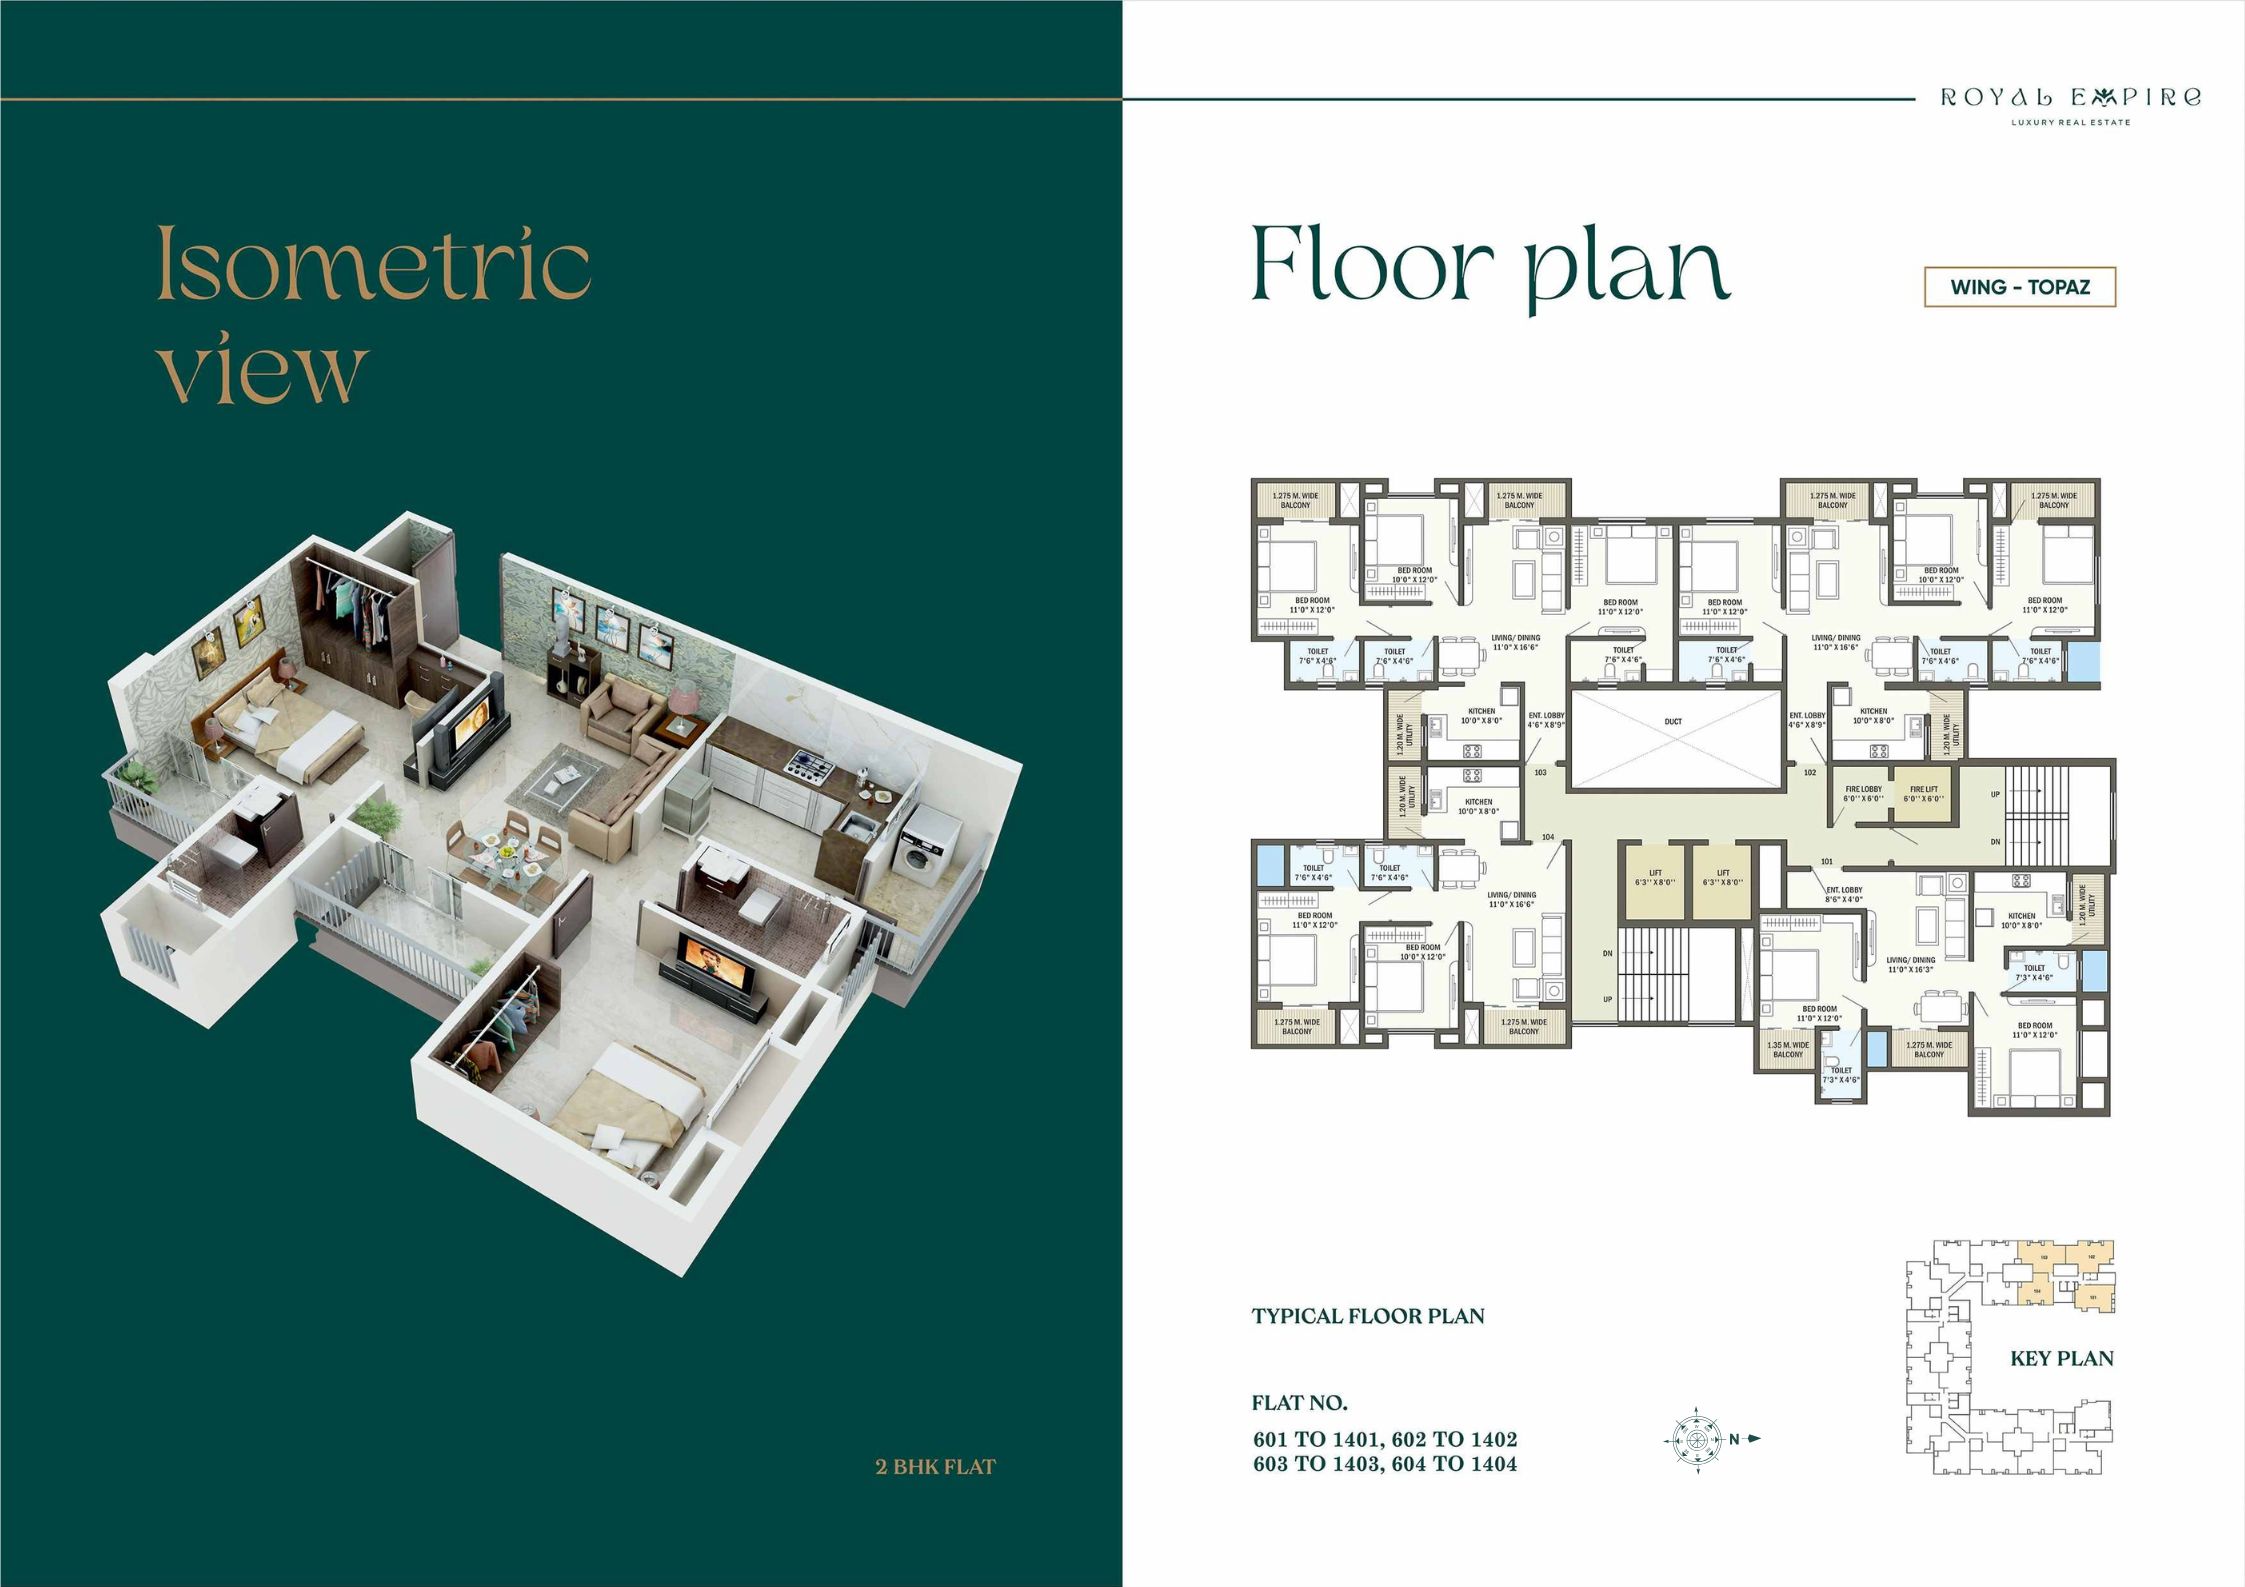 ROYAL EMPIRE
LUXURY REAL ESTATE
Isometric
view
2 BHK FLAT
Floor plan
WING - TOPAZ
1.275 M. WIDE
BALCONY
1.275 M. WIDE
BALCONY
1.275 M. WIDE
BALCONY
1.275 M. WIDE
BALCONY
BED ROOM
11'0" X 12'0"
BED ROOM
10'0" X 12'0"
BED ROOM
11'0" X 12'0"
BED ROOM
11'0" X 12'0"
BED ROOM
10'0" X 12'0"
BED ROOM
11'0" X 12'0"
LIVING/ DINING
11'0" X 16'6"
LIVING/ DINING
11'0" X 16'6"
TOILET
7'6" X 4'6"
TOILET
7'6" X 4'6"
TOILET
7'6" X 4'6"
TOILET
7'6" X 4'6"
TOILET
7'6" X 4'6"
TOILET
7'6" X 4'6"
1.20 M. WIDE
UTILITY
KITCHEN
10'0" X 8'0"
ENT. LOBBY
4'6" X 8'9"
DUCT
ENT. LOBBY
4'6" X 8'9"
KITCHEN
10'0" X 8'0"
1.20 M. WIDE
UTILITY
103
102
1.20 M. WIDE
UTILITY
KITCHEN
10'0" X 8'0"
FIRE LOBBY
6'0'' X 6'0''
FIRE LIFT
6'0'' X 6'0''
UP
DN
104
101
TOILET
7'6" X 4'6"
TOILET
7'6" X 4'6"
LIFT
6'3'' X 8'0''
LIFT
6'3'' X 8'0''
LIVING/ DINING
11'0" X 16'6"
ENT. LOBBY
8'6" X 4'0"
KITCHEN
10'0" X 8'0"
1.20 M. WIDE
UTILITY
BED ROOM
11'0" X 12'0"
BED ROOM
10'0" X 12'0"
DN
UP
LIVING/ DINING
11'0" X 16'3"
TOILET
7'3" X 4'6"
BED ROOM
11'0" X 12'0"
BED ROOM
11'0" X 12'0"
1.275 M. WIDE
BALCONY
1.275 M. WIDE
BALCONY
1.35 M. WIDE
BALCONY
1.275 M. WIDE
BALCONY
TOILET
7'3" X 4'6"
TYPICAL FLOOR PLAN
FLAT NO.
601 TO 1401, 602 TO 1402
603 TO 1403, 604 TO 1404
N
103
102
104
101
KEY PLAN